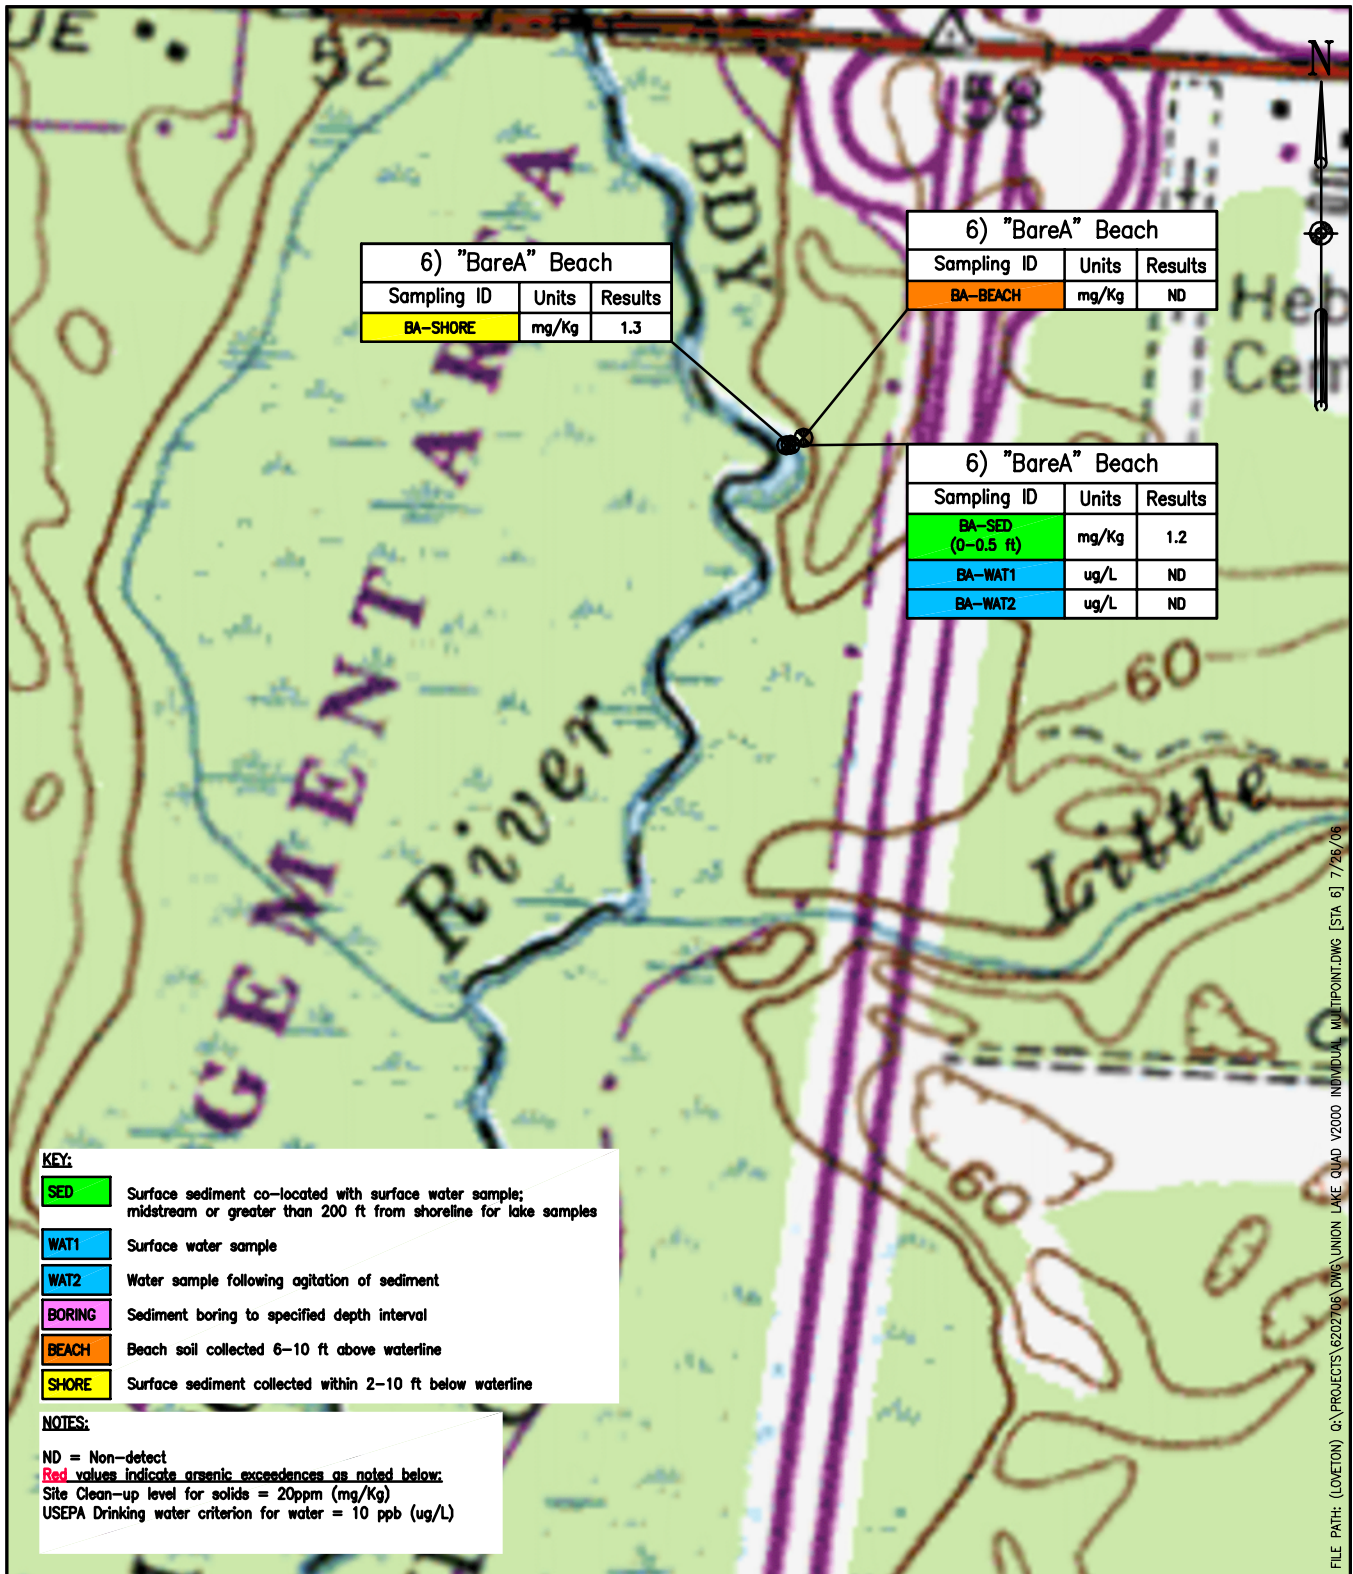 UE
52
58
N
BDY
6) "BareA" Beach
Sampling ID Units Results
BA-SHORE mg/Kg 1.3
6) "BareA" Beach
Sampling ID Units Results
BA-BEACH mg/Kg ND
Heb
Cem
6) "BareA" Beach
Sampling ID Units Results
BA-SED
(0-0.5 ft) mg/Kg 1.2
BA-WAT1 ug/L ND
BA-WAT2 ug/L ND
GEMENT AREA
River
60
Little
60
KEY:
SED Surface sediment co-located with surface water sample;
midstream or greater than 200 ft from shoreline for lake samples
WAT1 Surface water sample
WAT2 Water sample following agitation of sediment
BORING Sediment boring to specified depth interval
BEACH Beach soil collected 6-10 ft above waterline
SHORE Surface sediment collected within 2-10 ft below waterline
NOTES:
ND = Non-detect
Red values indicate arsenic exceedences as noted below:
Site Clean-up level for solids = 20ppm (mg/Kg)
USEPA Drinking water criterion for water = 10 ppb (ug/L)
FILE PATH: (LOVETON) Q:\PROJECTS\6202706\DWG\UNION LAKE QUAD V2000 INDIVIDUAL MULTIPOINT.DWG [STA 6] 7/26/06